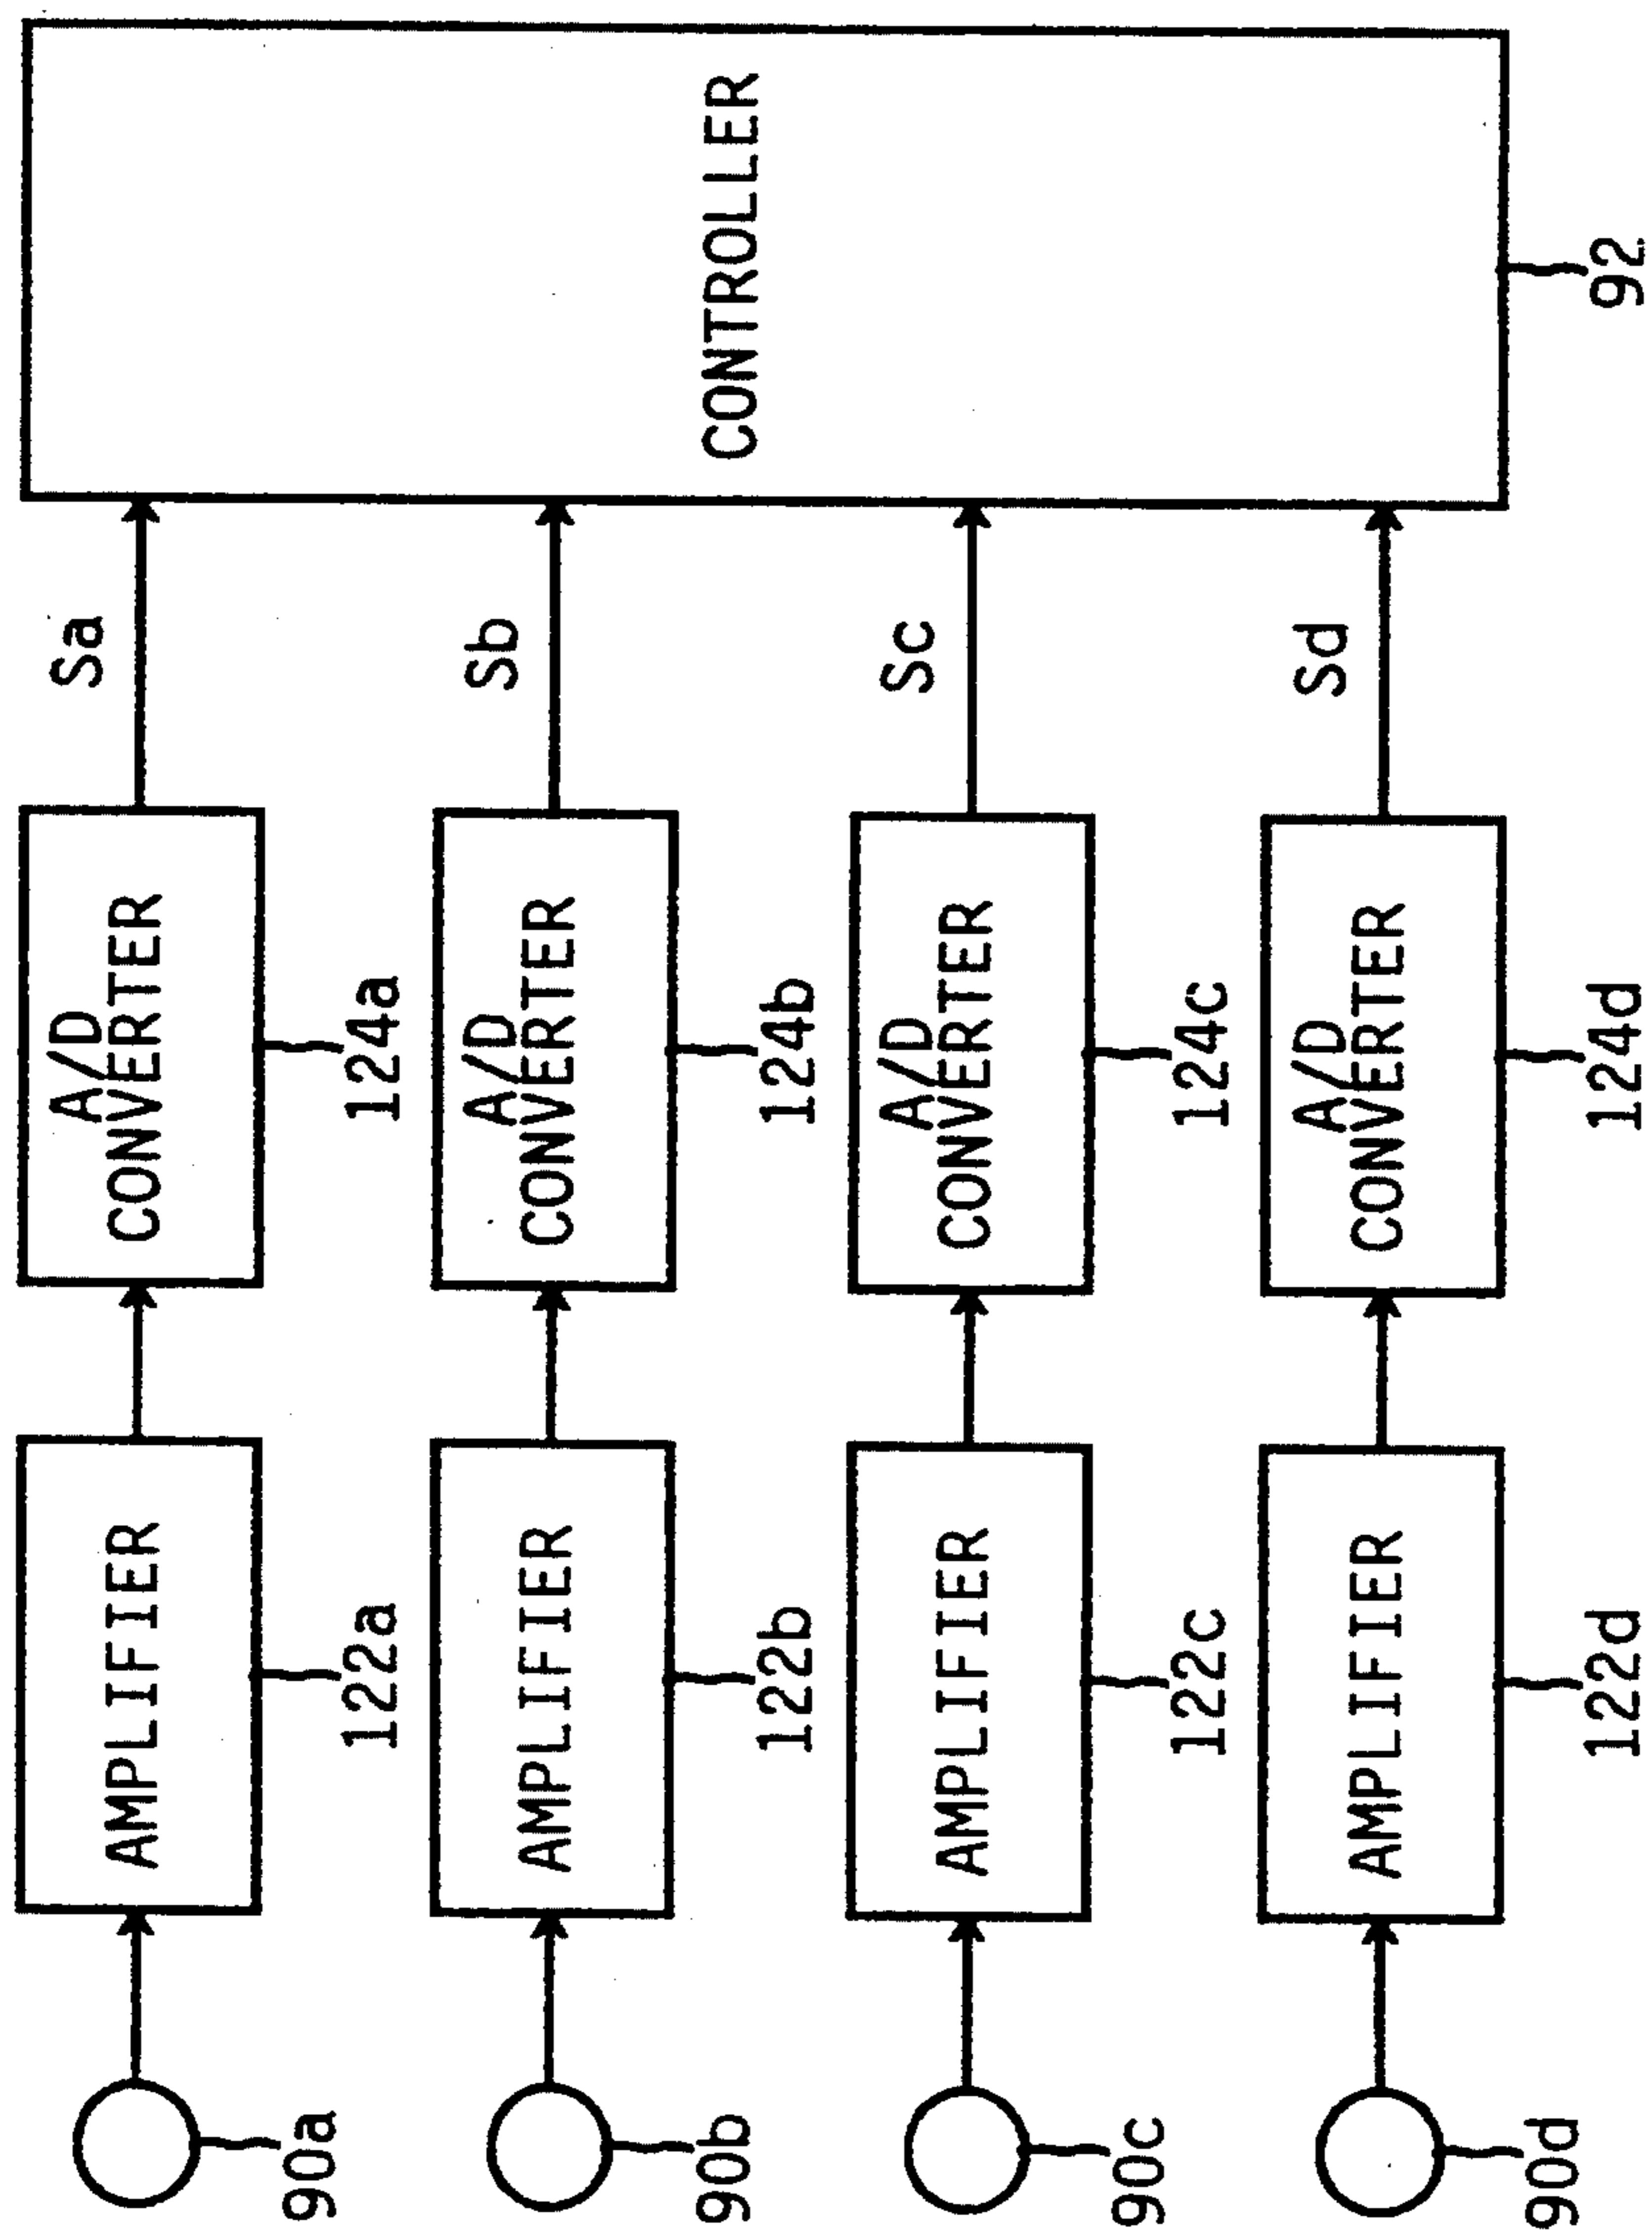 90a
AMPLIFIER
122a
A/D
CONVERTER
124a
Sa
90b
AMPLIFIER
122b
A/D
CONVERTER
124b
Sb
90c
AMPLIFIER
122c
A/D
CONVERTER
124c
Sc
90d
AMPLIFIER
122d
A/D
CONVERTER
124d
Sd
CONTROLLER
92